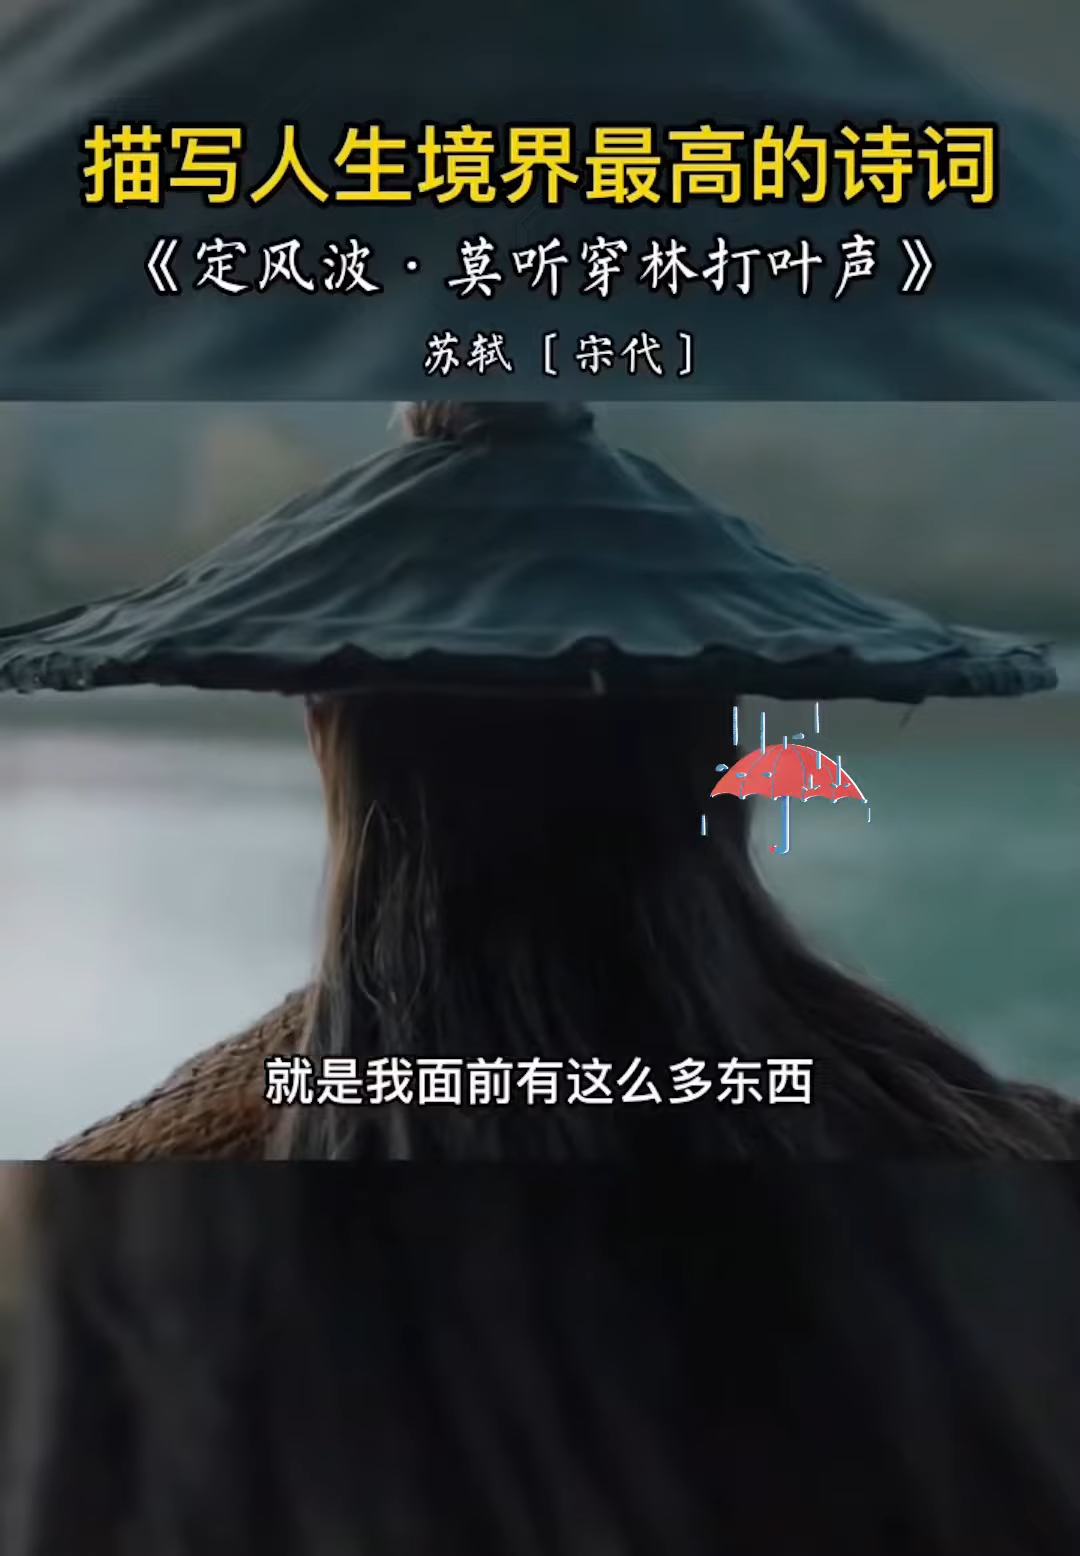 描写人生境界最高的诗词
《定风波·莫听穿林打叶声》
苏轼［宋代］
就是我面前有这么多东西